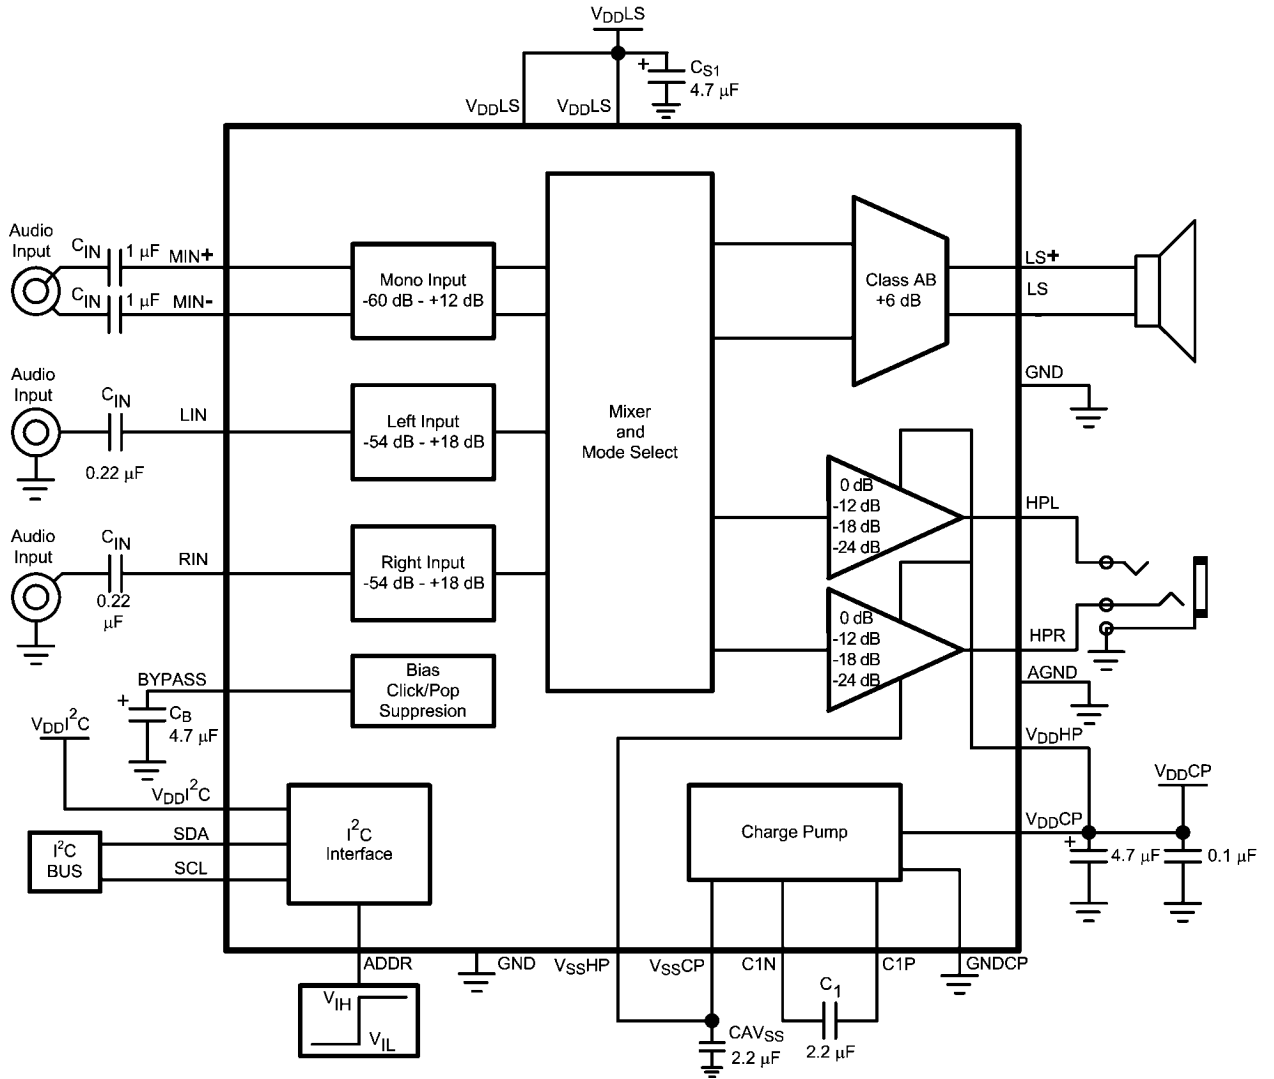 VDDLS
CS1
4.7 µF
+
VDDLS
VDDLS
Audio
Input
CIN
1 µF
MIN+
CIN
1 µF
MIN-
Mono Input
-60 dB - +12 dB
Class AB
+6 dB
LS+
LS
GND
Audio
Input
CIN
LIN
0.22 µF
Left Input
-54 dB - +18 dB
Mixer
and
Mode Select
0 dB
-12 dB
-18 dB
-24 dB
HPL
Audio
Input
CIN
RIN
0.22
µF
Right Input
-54 dB - +18 dB
0 dB
-12 dB
-18 dB
-24 dB
HPR
AGND
BYPASS
+
CB
4.7 µF
Bias
Click/Pop
Suppresion
VDDI²C
VDDI²C
VDDHP
VDDCP
VDDCP
+
4.7 µF
0.1 µF
I²C
BUS
SDA
SCL
I²C
Interface
Charge Pump
ADDR
GND
VSSHP
VSSCP
C1N
C1P
GNDCP
VIH
VIL
CAVSS
2.2 µF
C1
2.2 µF